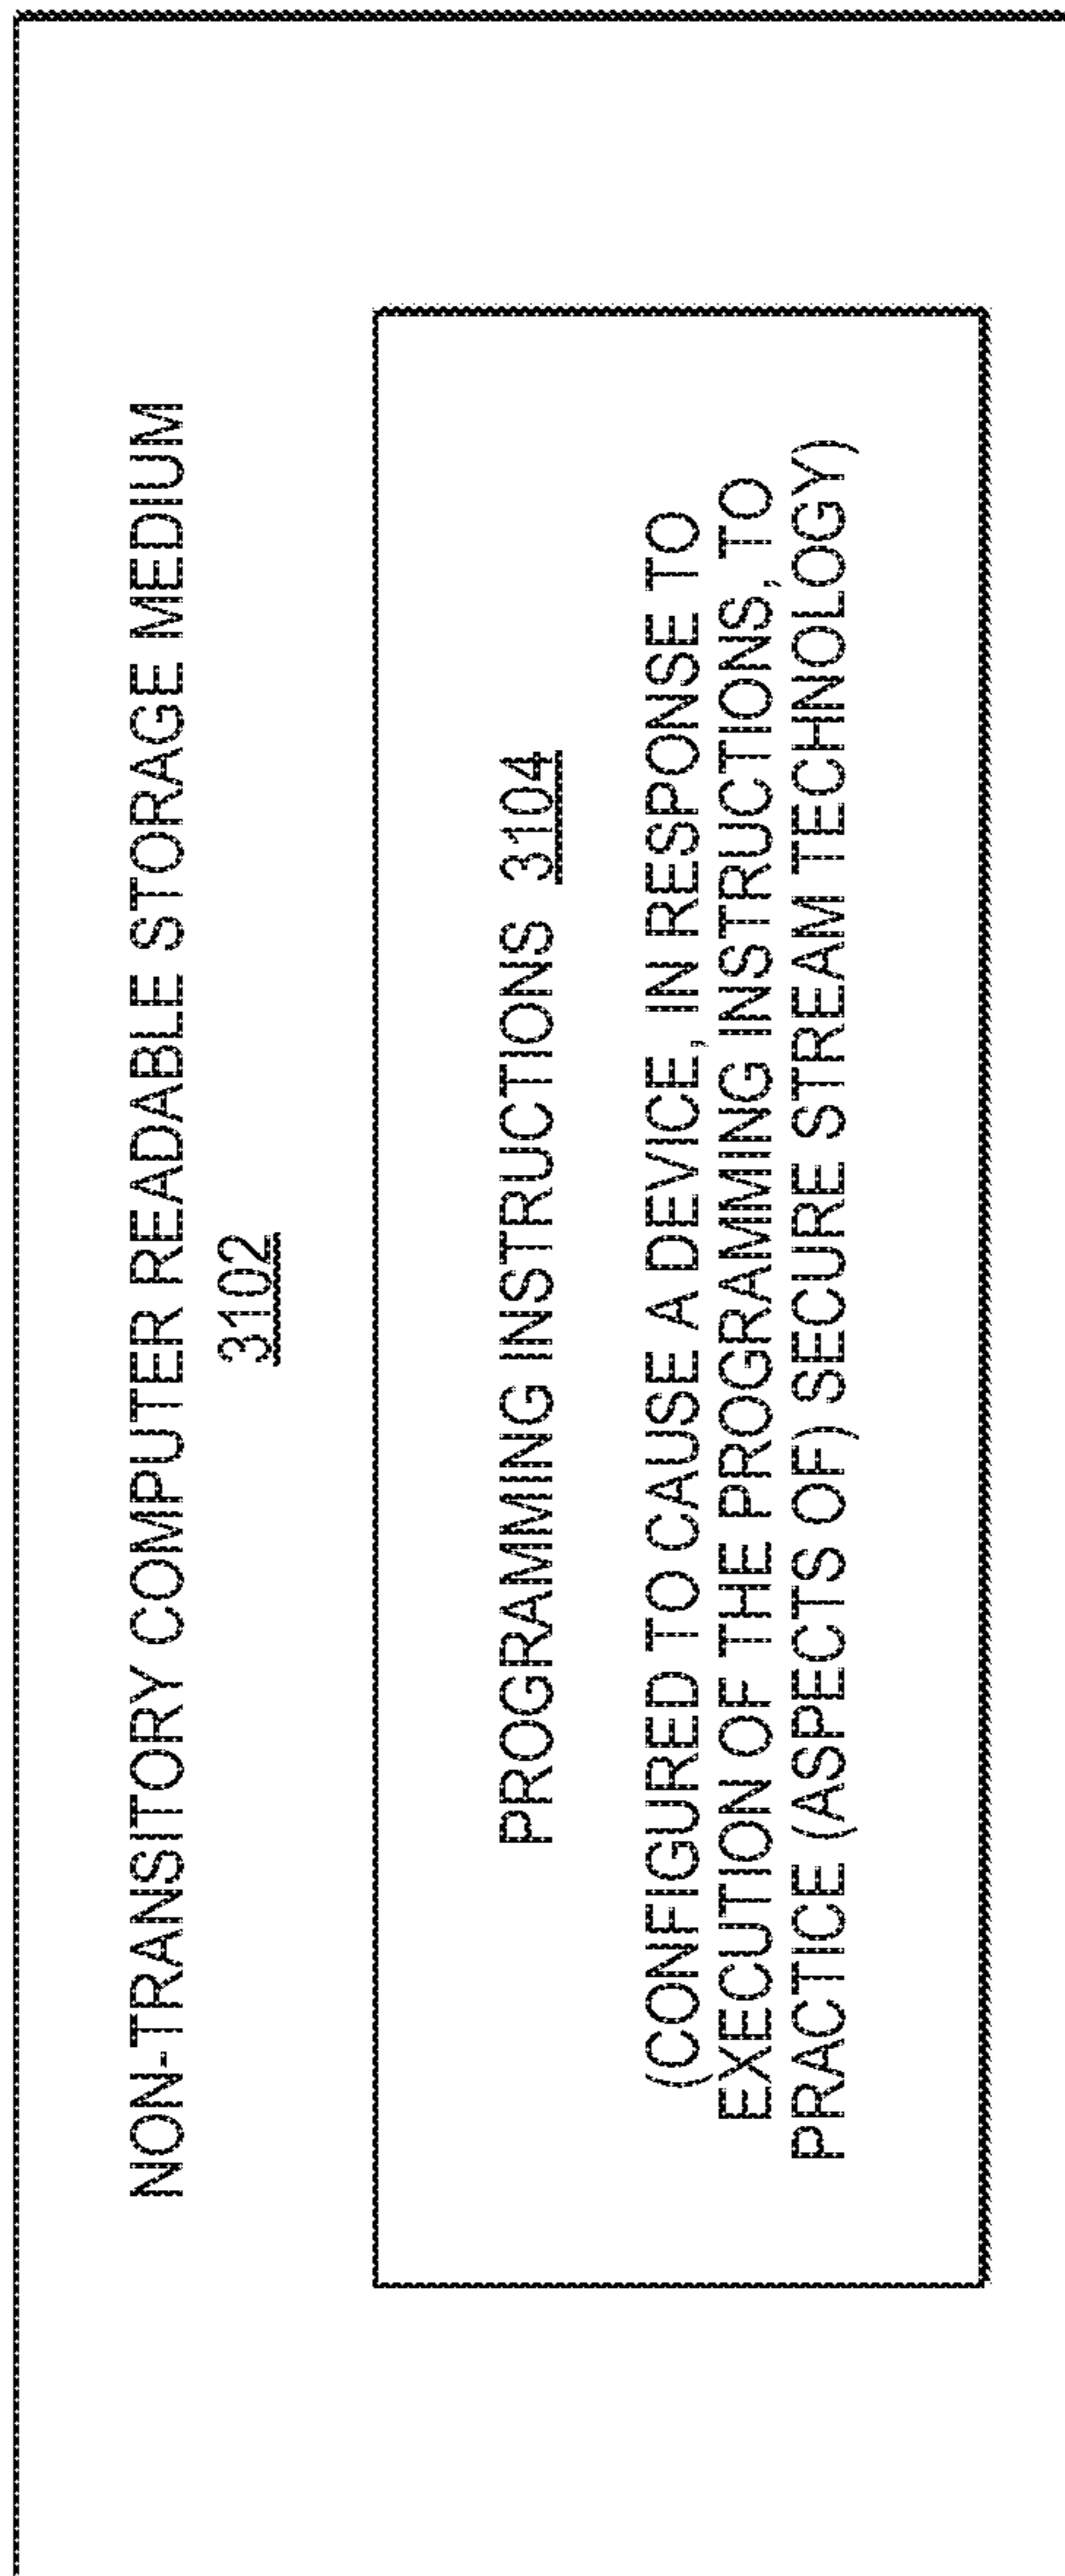 NON-TRANSITORY COMPUTER READABLE STORAGE MEDIUM
3102
PROGRAMMING INSTRUCTIONS 3104
(CONFIGURED TO CAUSE A DEVICE, IN RESPONSE TO
EXECUTION OF THE PROGRAMMING INSTRUCTIONS, TO
PRACTICE (ASPECTS OF) SECURE STREAM TECHNOLOGY)